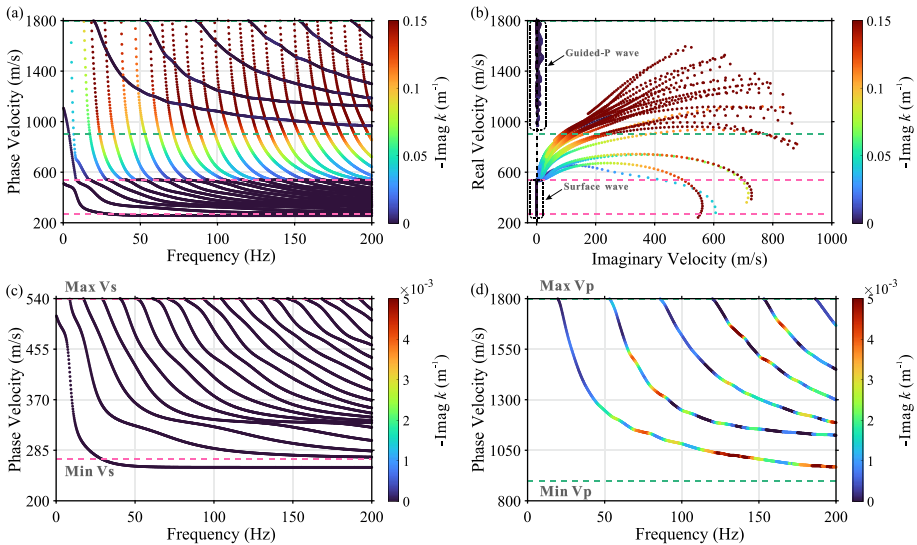 (a)
1800
1400
1000
600
200
Phase Velocity (m/s)
0
50
100
150
200
Frequency (Hz)
0.15
0.1
0.05
0
-Imag k (m⁻¹)
(b)
1800
1400
1000
600
200
Real Velocity (m/s)
Guided-P wave
Surface wave
0
200
400
600
800
1000
Imaginary Velocity (m/s)
0.15
0.1
0.05
0
-Imag k (m⁻¹)
(c)
Max Vs
540
455
370
285
200
Phase Velocity (m/s)
Min Vs
0
50
100
150
200
Frequency (Hz)
×10⁻³
5
4
3
2
1
0
-Imag k (m⁻¹)
(d)
Max Vp
1800
1550
1300
1050
800
Phase Velocity (m/s)
Min Vp
0
50
100
150
200
Frequency (Hz)
×10⁻³
5
4
3
2
1
0
-Imag k (m⁻¹)